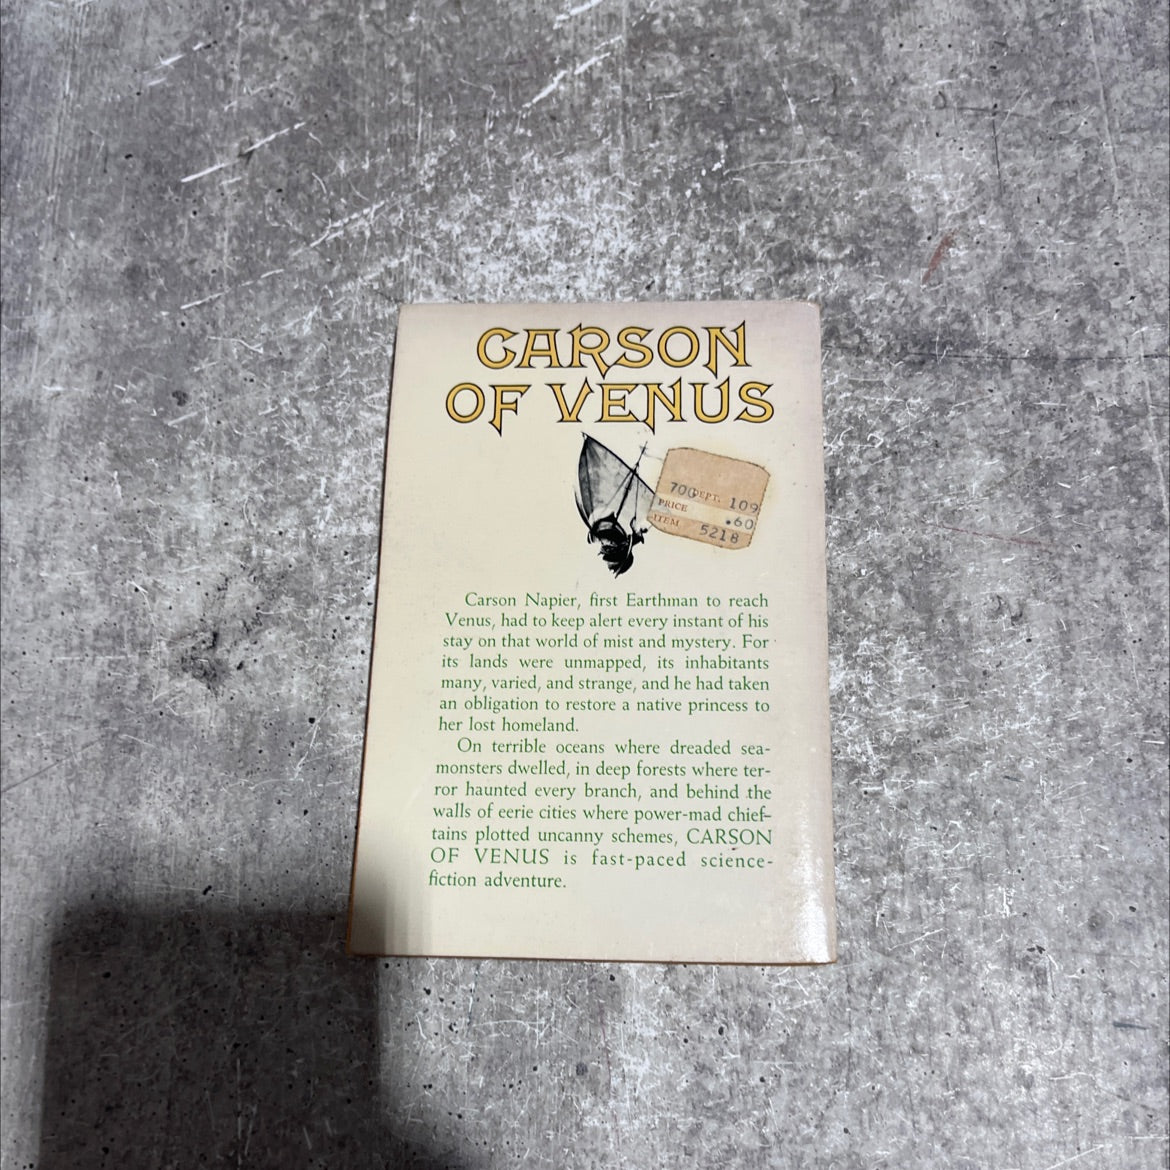 CARSON
OF VENUS
700 DEPT. 109
PRICE .60
ITEM 5218
Carson Napier, first Earthman to reach
Venus, had to keep alert every instant of his
stay on that world of mist and mystery. For
its lands were unmapped, its inhabitants
many, varied, and strange, and he had taken
an obligation to restore a native princess to
her lost homeland.
On terrible oceans where dreaded sea-
monsters dwelled, in deep forests where ter-
ror haunted every branch, and behind the
walls of eerie cities where power-mad chief-
tains plotted uncanny schemes, CARSON
OF VENUS is fast-paced science-
fiction adventure.